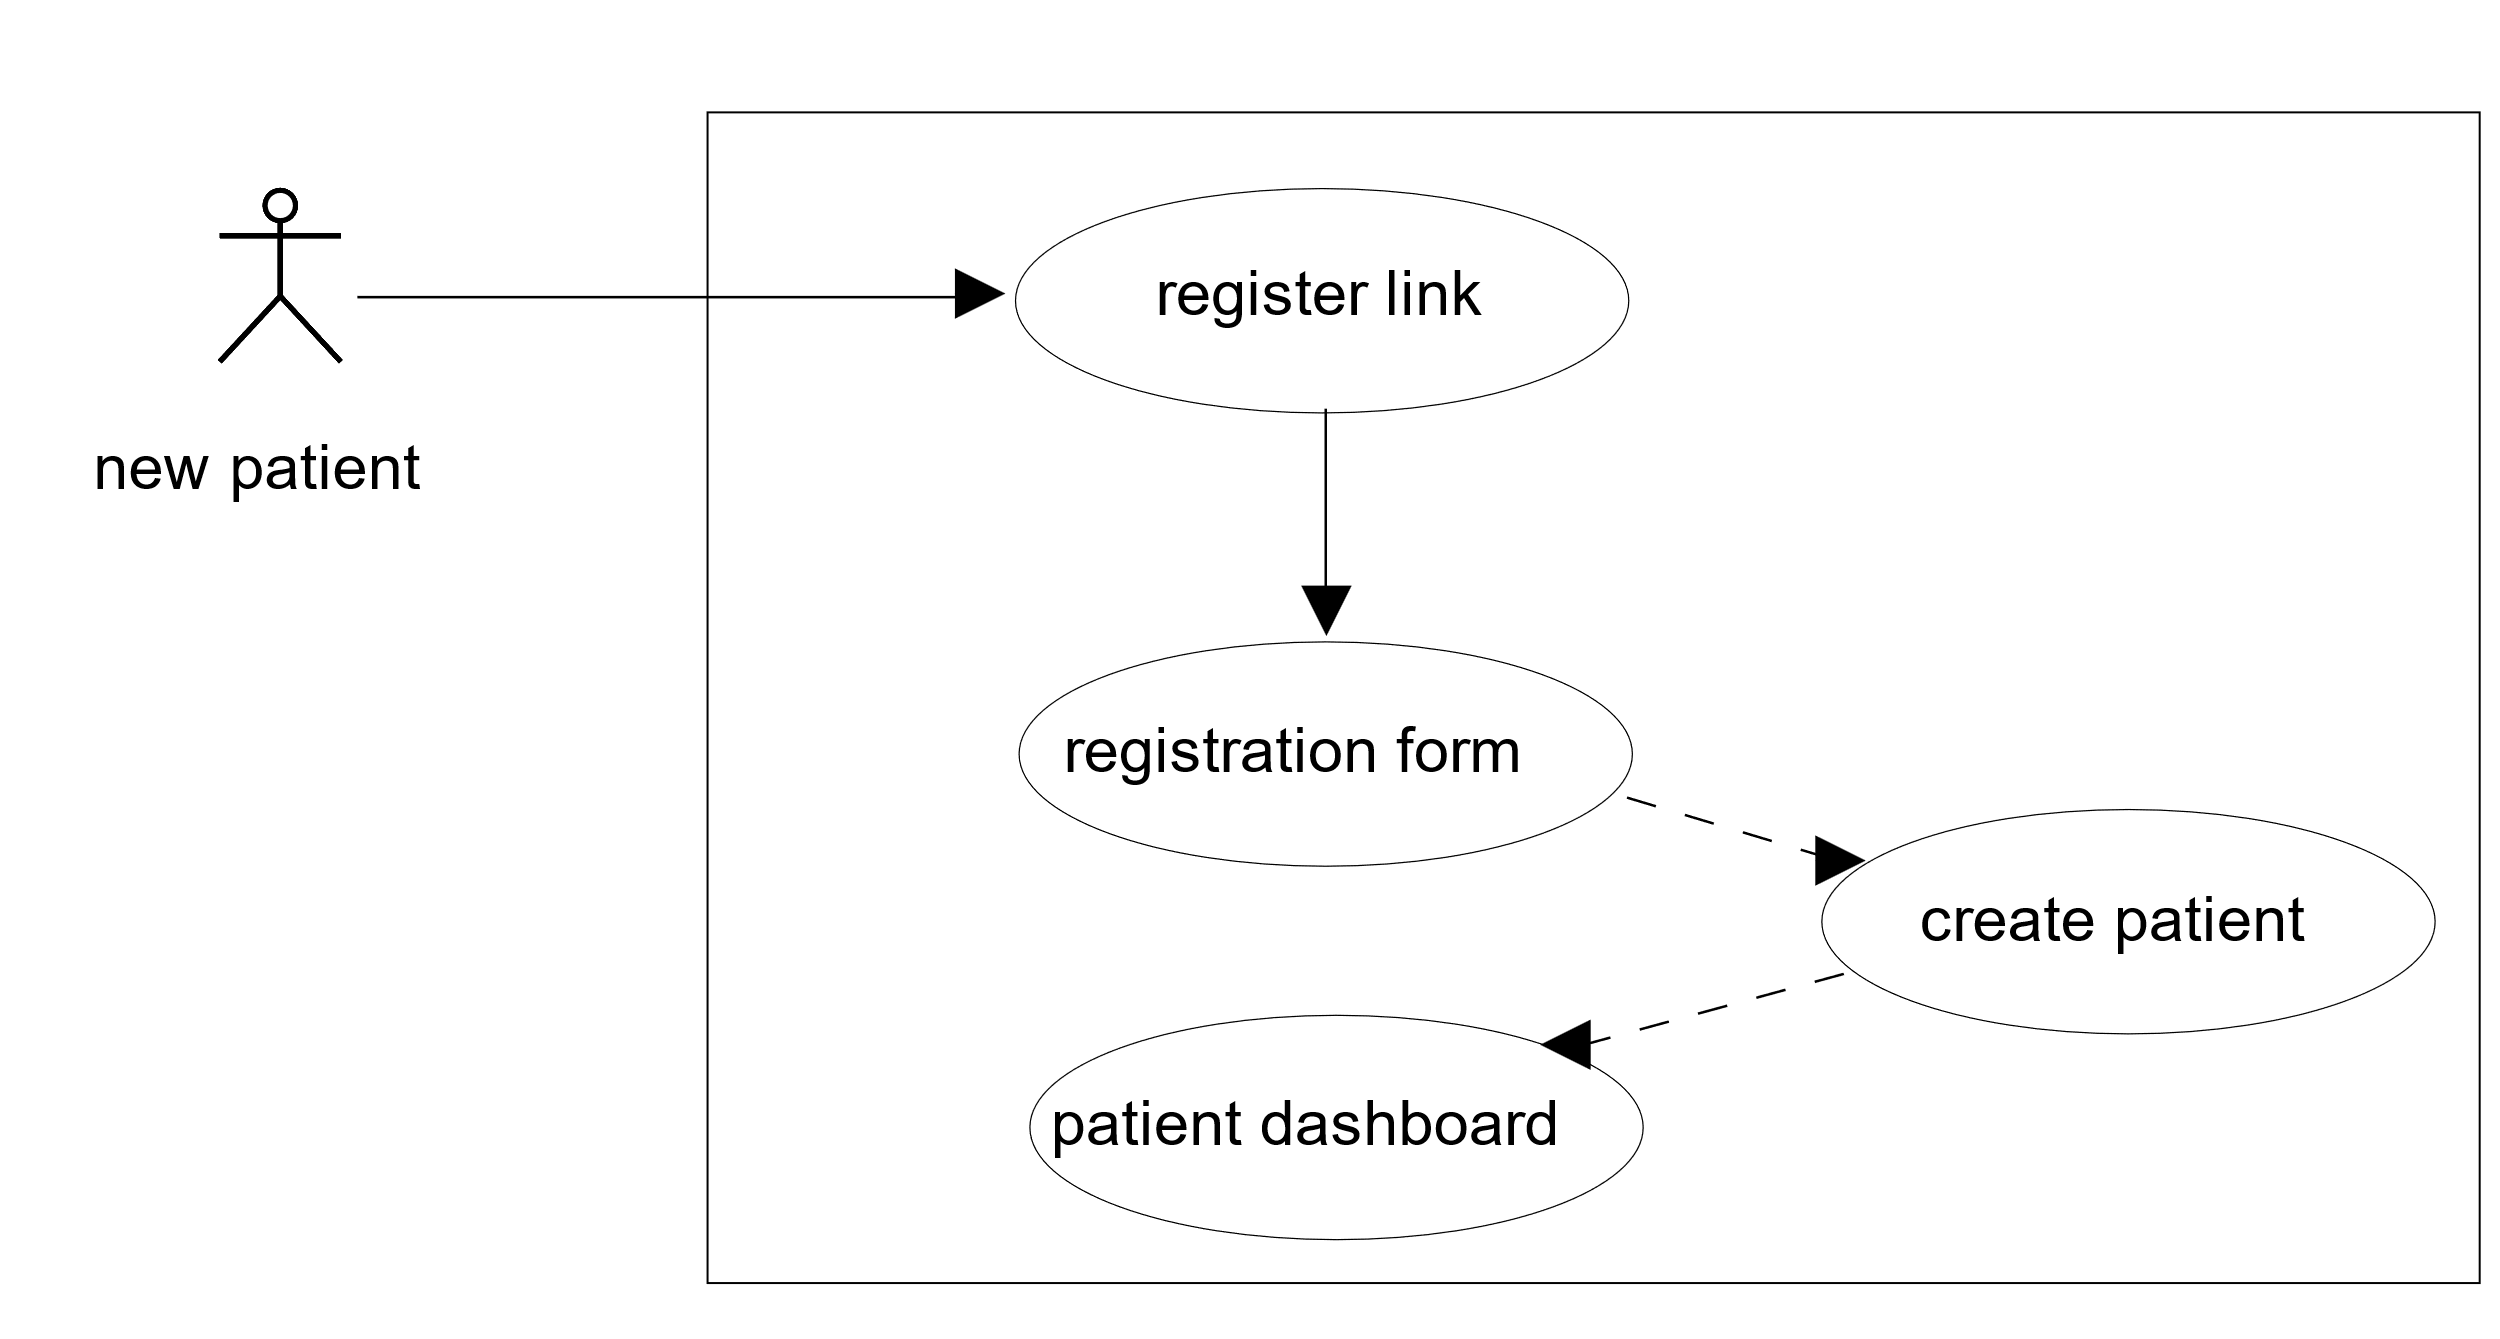 register link
new patient
registration form
create patient
patient dashboard